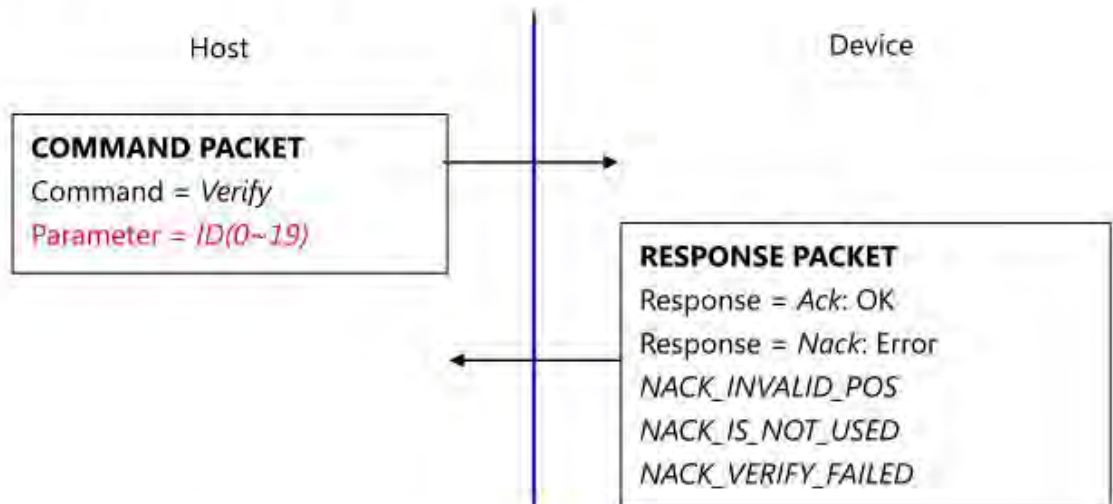 Host
Device
COMMAND PACKET
Command = Verify
Parameter = ID(0~19)
RESPONSE PACKET
Response = Ack: OK
Response = Nack: Error
NACK_INVALID_POS
NACK_IS_NOT_USED
NACK_VERIFY_FAILED